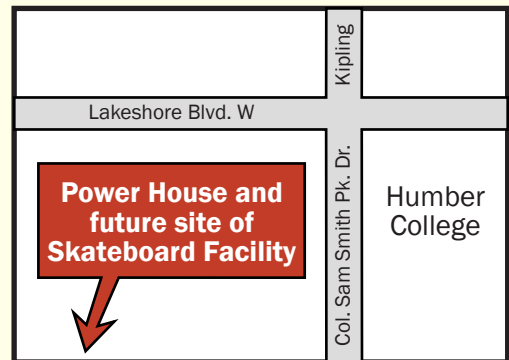 Kipling
Lakeshore Blvd. W
Power House and
future site of
Skateboard Facility
Col. Sam Smith Pk. Dr.
Humber
College